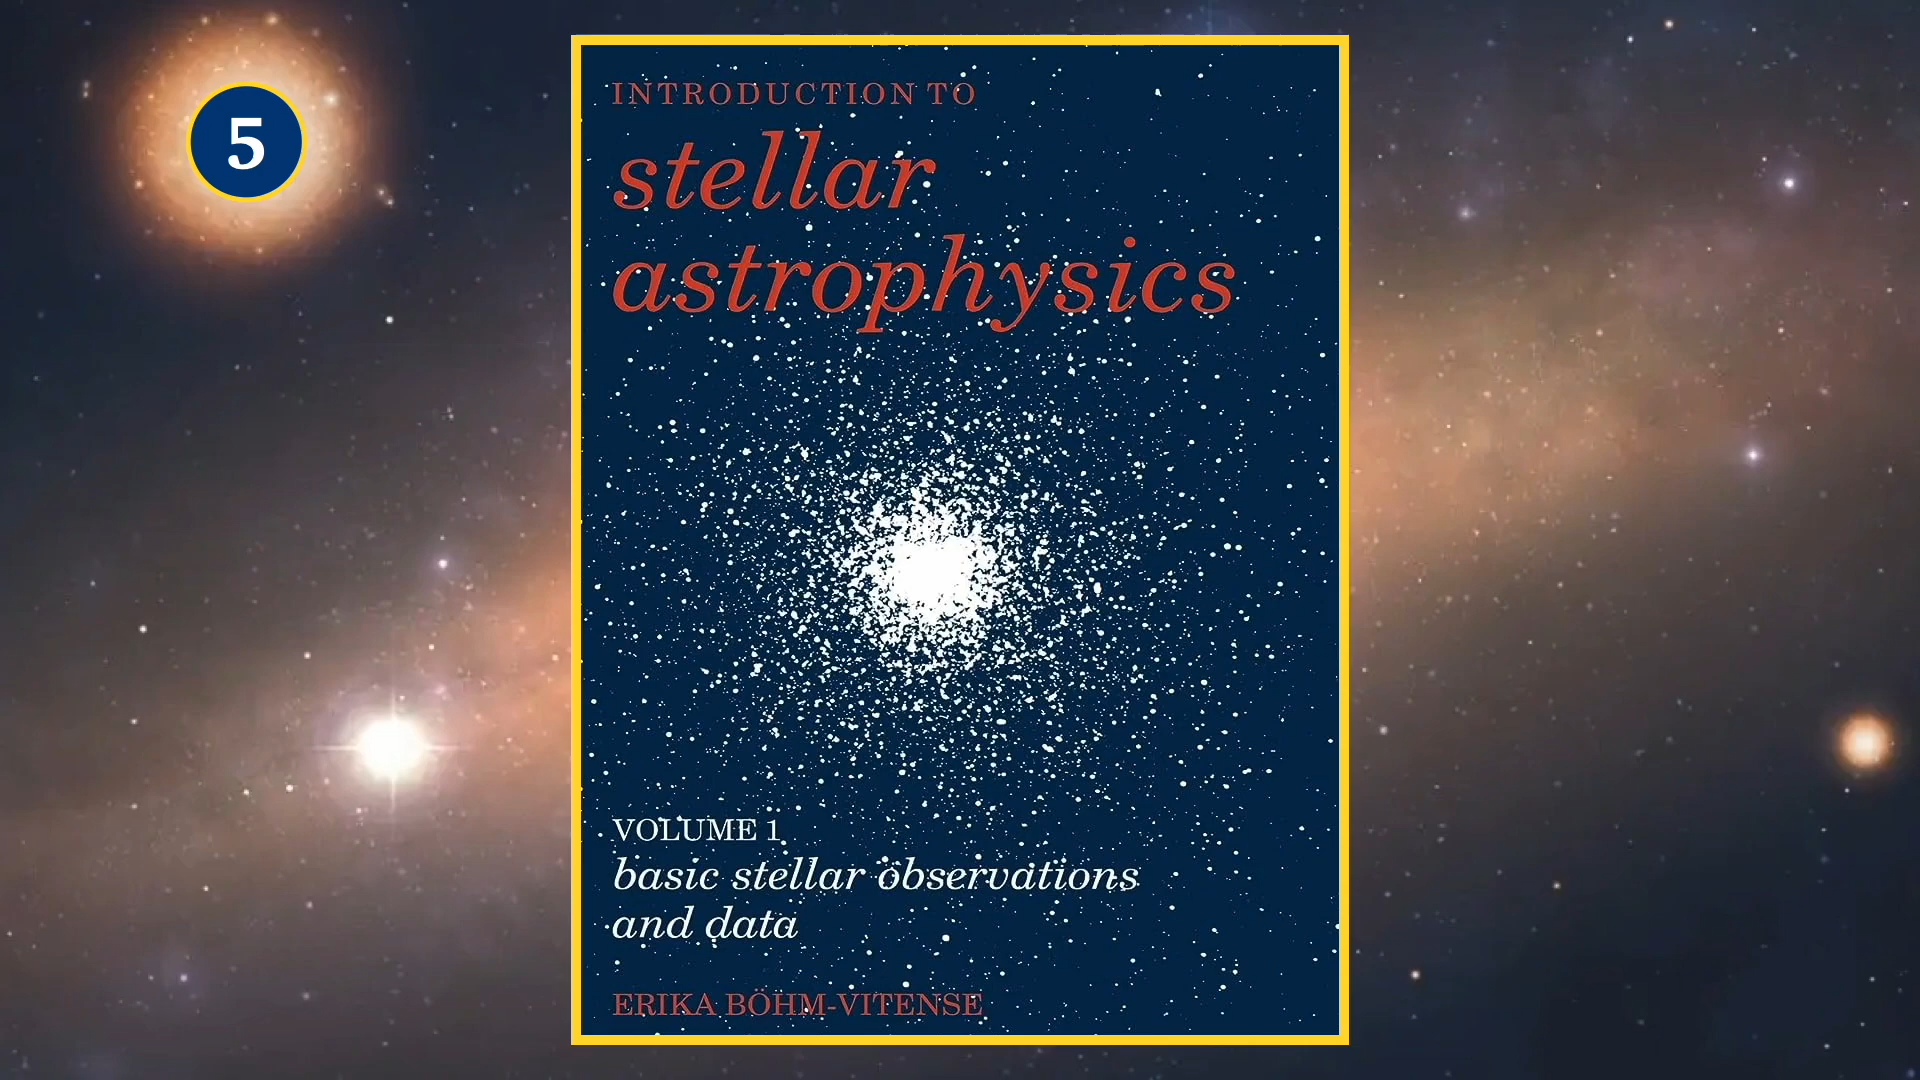 5
INTRODUCTION TO
stellar
astrophysics
VOLUME 1
basic stellar observations
and data
ERIKA BÖHM-VITENSE